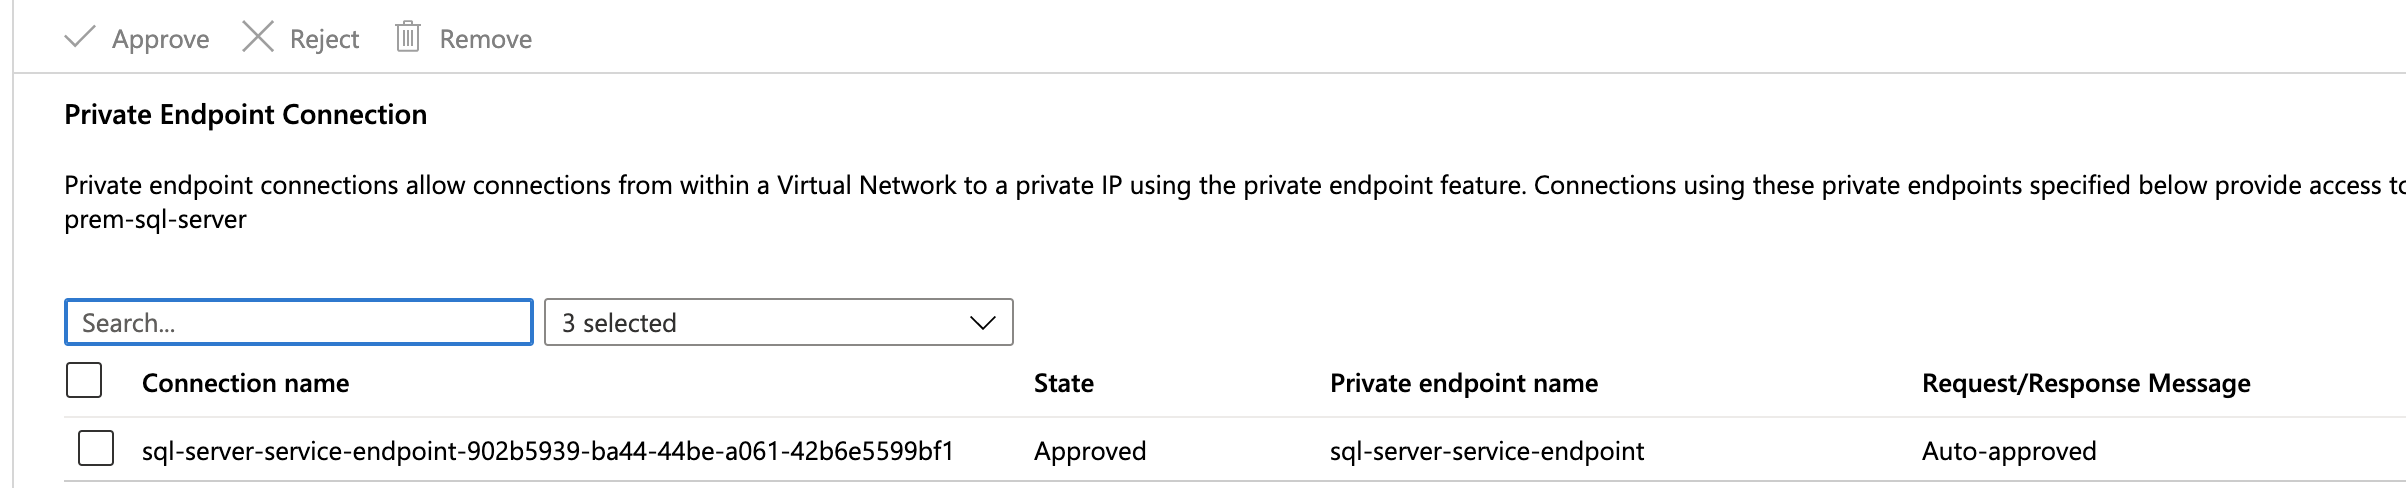 Approve Reject Remove
Private Endpoint Connection
Private endpoint connections allow connections from within a Virtual Network to a private IP using the private endpoint feature. Connections using these private endpoints specified below provide access
prem-sql-server
Search... 3 selected
Connection name State Private endpoint name Request/Response Message
sql-server-service-endpoint-902b5939-ba44-44be-a061-42b6e5599bf1 Approved sql-server-service-endpoint Auto-approved